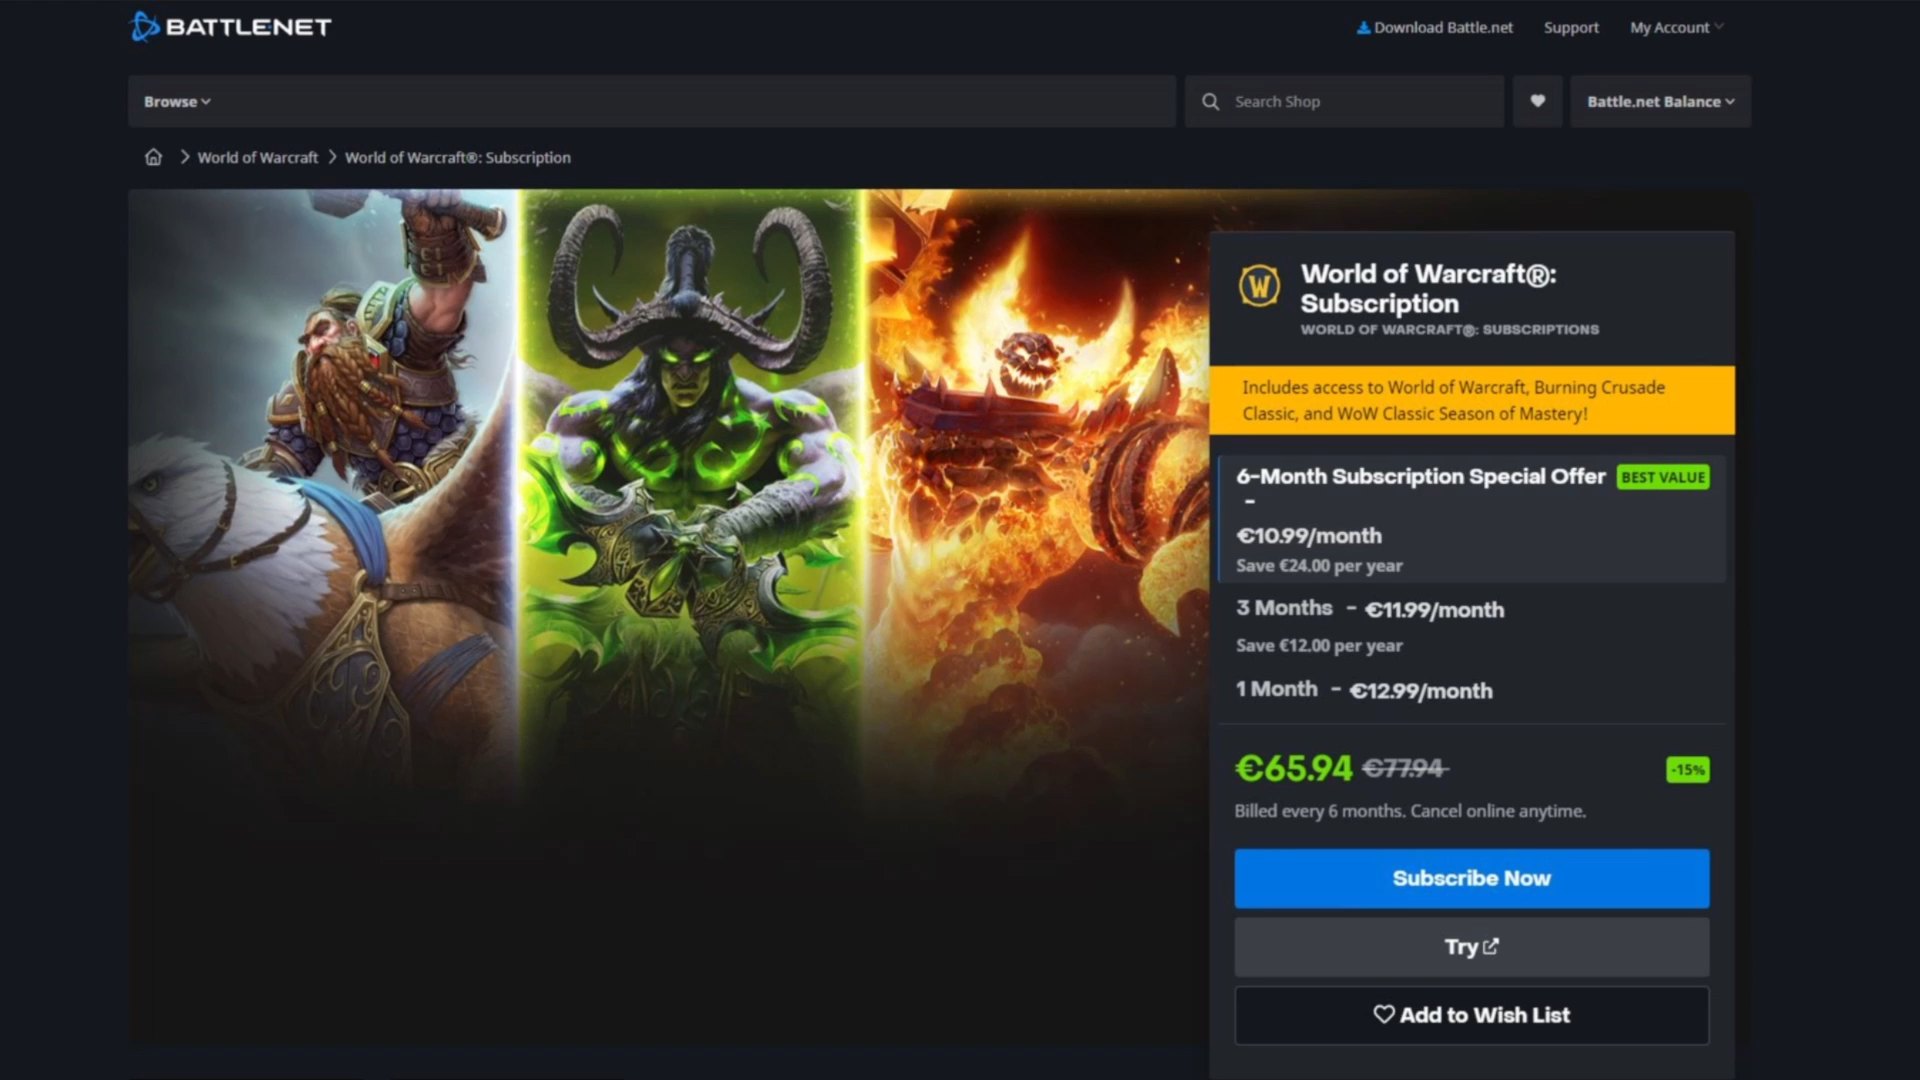 BATTLE.NET
Download Battle.net Support My Account
Browse
Search Shop
Battle.net Balance
World of Warcraft World of Warcraft®: Subscription
W
World of Warcraft®:
Subscription
WORLD OF WARCRAFT®: SUBSCRIPTIONS
Includes access to World of Warcraft, Burning Crusade
Classic, and WoW Classic Season of Mastery!
6-Month Subscription Special Offer BEST VALUE
-
€10.99/month
Save €24.00 per year
3 Months - €11.99/month
Save €12.00 per year
1 Month - €12.99/month
€65.94 €77.94 -15%
Billed every 6 months. Cancel online anytime.
Subscribe Now
Try
Add to Wish List